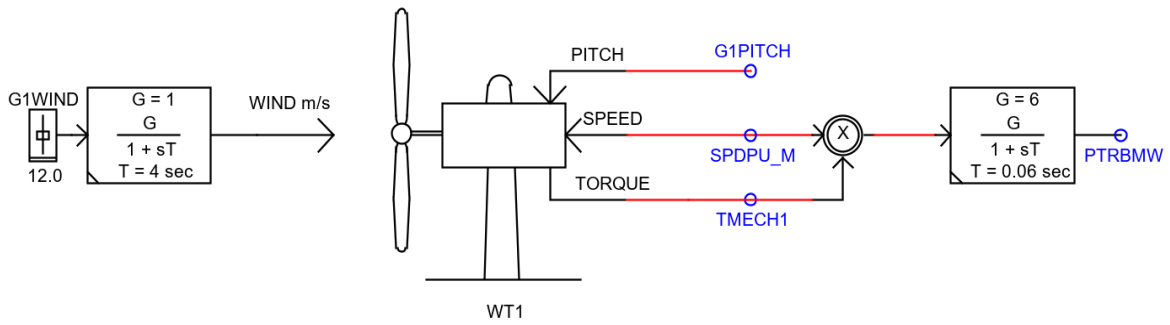 G1WIND
12.0
G = 1
G
1 + sT
T = 4 sec
WIND m/s
PITCH
G1PITCH
SPEED
SPDPU_M
TORQUE
TMECH1
X
G = 6
G
1 + sT
T = 0.06 sec
PTRBMW
WT1